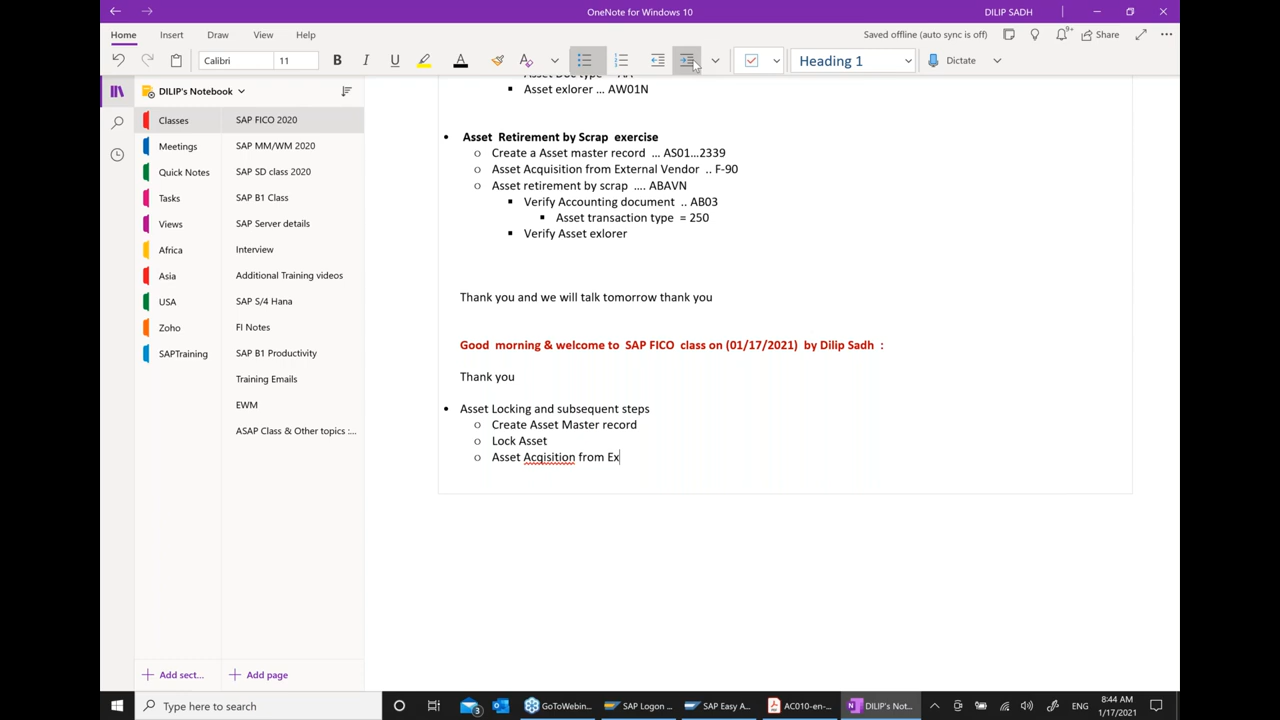 OneNote for Windows 10
DILIP SADH
Home Insert Draw View Help
Saved offline (auto sync is off)
9+
Share
Calibri 11
B I U A
Heading 1
Dictate
DILIP's Notebook
Classes
Meetings
Quick Notes
Tasks
Views
Africa
Asia
USA
Zoho
SAPTraining
SAP FICO 2020
SAP MM/WM 2020
SAP SD class 2020
SAP B1 Class
SAP Server details
Interview
Additional Training videos
SAP S/4 Hana
FI Notes
SAP B1 Productivity
Training Emails
EWM
ASAP Class & Other topics :...
Asset exlorer ... AW01N
Asset Retirement by Scrap exercise
Create a Asset master record ... AS01...2339
Asset Acquisition from External Vendor .. F-90
Asset retirement by scrap .... ABAVN
Verify Accounting document .. AB03
Asset transaction type = 250
Verify Asset exlorer
Thank you and we will talk tomorrow thank you
Good morning & welcome to SAP FICO class on (01/17/2021) by Dilip Sadh :
Thank you
Asset Locking and subsequent steps
Create Asset Master record
Lock Asset
Asset Acqisition from Ex
Add sect... Add page
Type here to search
3
GoToWebin...
SAP Logon ...
SAP Easy A...
AC010-en-...
DILIP's Not...
ENG
8:44 AM
1/17/2021